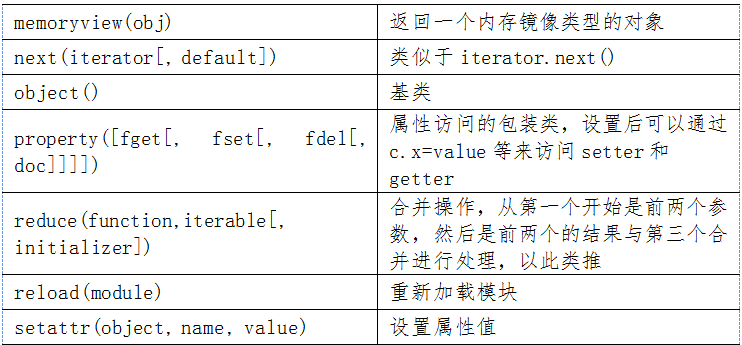 memoryview(obj)
返回一个内存镜像类型的对象
next(iterator[, default])
类似于 iterator.next()
object()
基类
property([fget[, fset[, fdel[,
doc]]]])
属性访问的包装类，设置后可以通过
c.x=value 等来访问 setter 和
getter
reduce(function,iterable[,
initializer])
合并操作，从第一个开始是前两个参
数，然后是前两个的结果与第三个合
并进行处理，以此类推
reload(module)
重新加载模块
setattr(object, name, value)
设置属性值